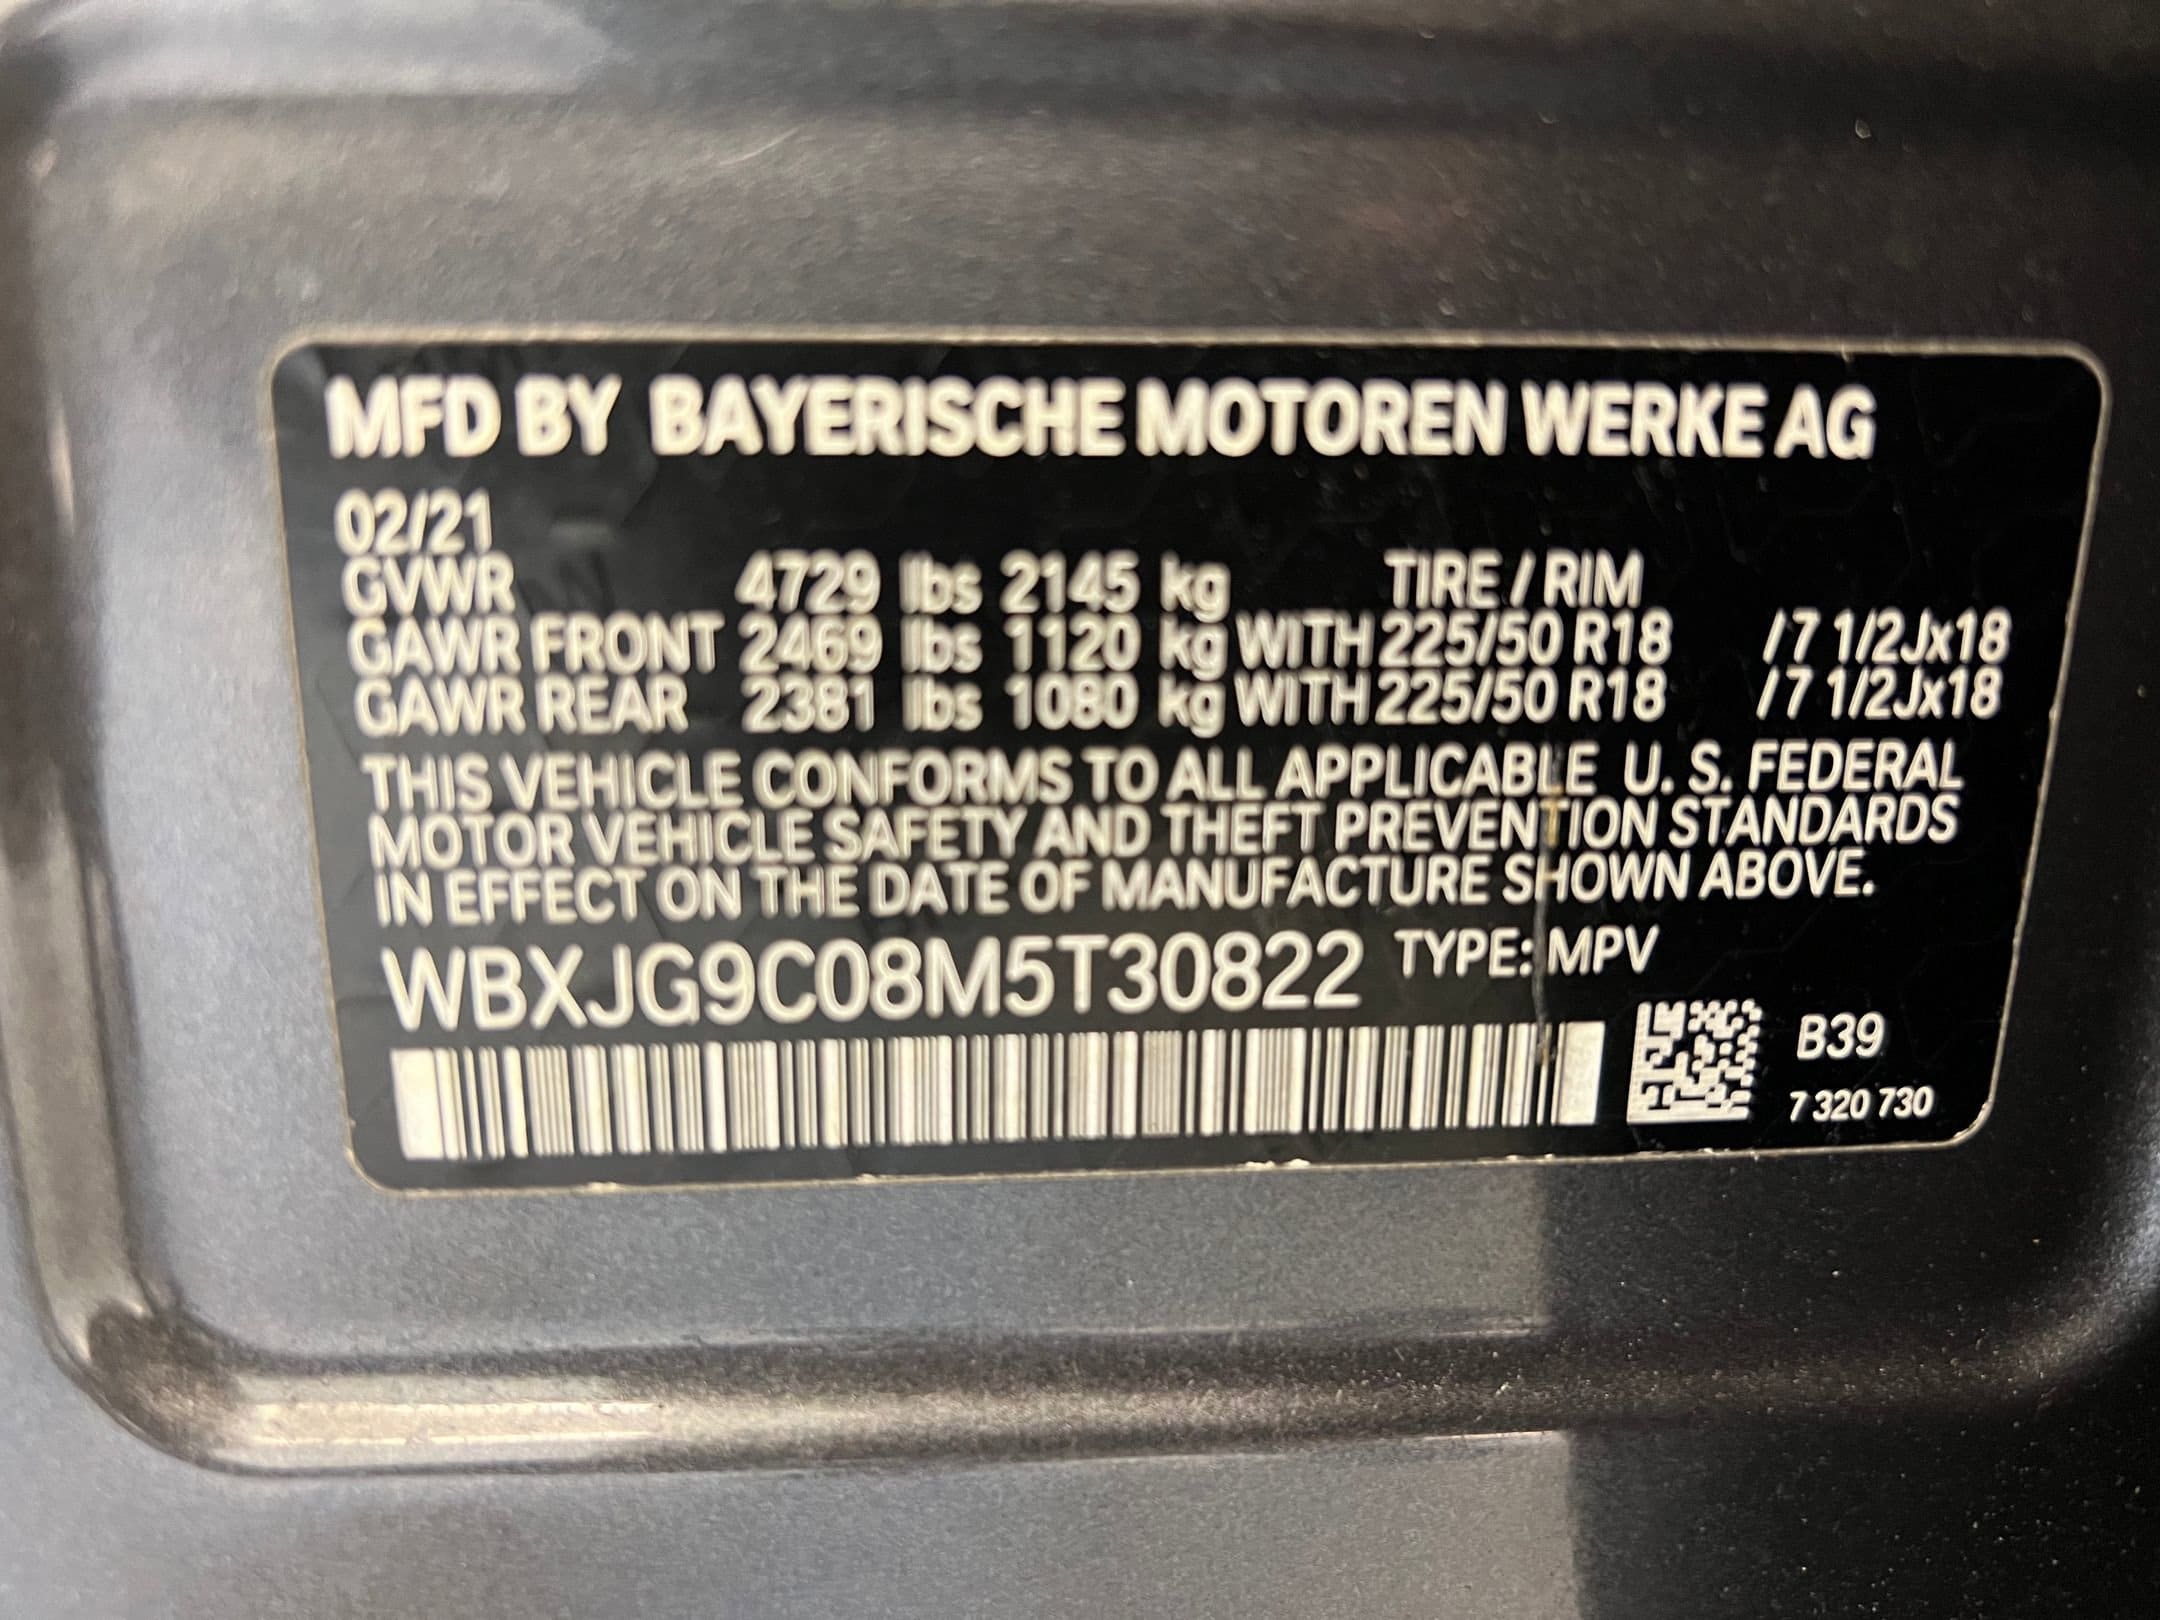 MFD BY BAYERISCHE MOTOREN WERKE AG
02/21
GVWR 4729 lbs 2145 kg TIRE / RIM
GAWR FRONT 2469 lbs 1120 kg WITH 225/50 R18 / 7 1/2Jx18
GAWR REAR 2381 lbs 1080 kg WITH 225/50 R18 / 7 1/2Jx18
THIS VEHICLE CONFORMS TO ALL APPLICABLE U. S. FEDERAL
MOTOR VEHICLE SAFETY AND THEFT PREVENTION STANDARDS
IN EFFECT ON THE DATE OF MANUFACTURE SHOWN ABOVE.
WBXJG9C08M5T30822 TYPE: MPV
B39
7 320 730